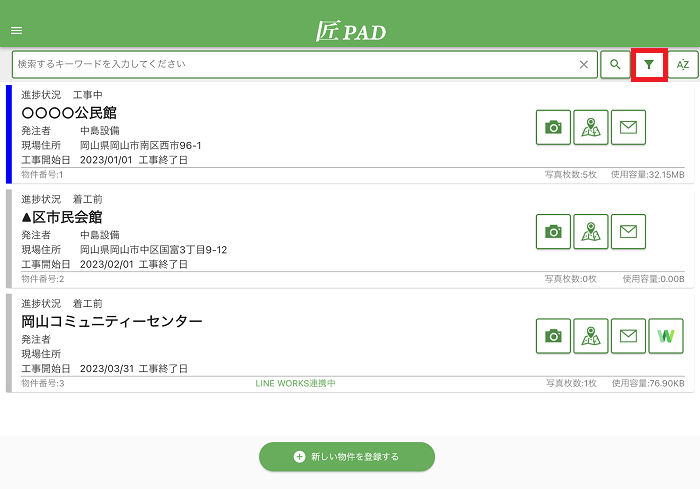 匠PAD
検索するキーワードを入力してください
AZ
進捗状況 工事中
〇〇〇〇公民館
発注者 中島設備
現場住所 岡山県岡山市南区西市96-1
工事開始日 2023/01/01 工事終了日
物件番号:1 写真枚数:5枚 使用容量:32.15MB
進捗状況 着工前
▲区市民会館
発注者 中島設備
現場住所 岡山県岡山市中区国富3丁目9-12
工事開始日 2023/02/01 工事終了日
物件番号:2 写真枚数:0枚 使用容量:0.00B
進捗状況 着工前
岡山コミュニティーセンター
発注者
現場住所
工事開始日 2023/03/31 工事終了日
物件番号:3 LINE WORKS連携中 写真枚数:1枚 使用容量:76.90KB
新しい物件を登録する